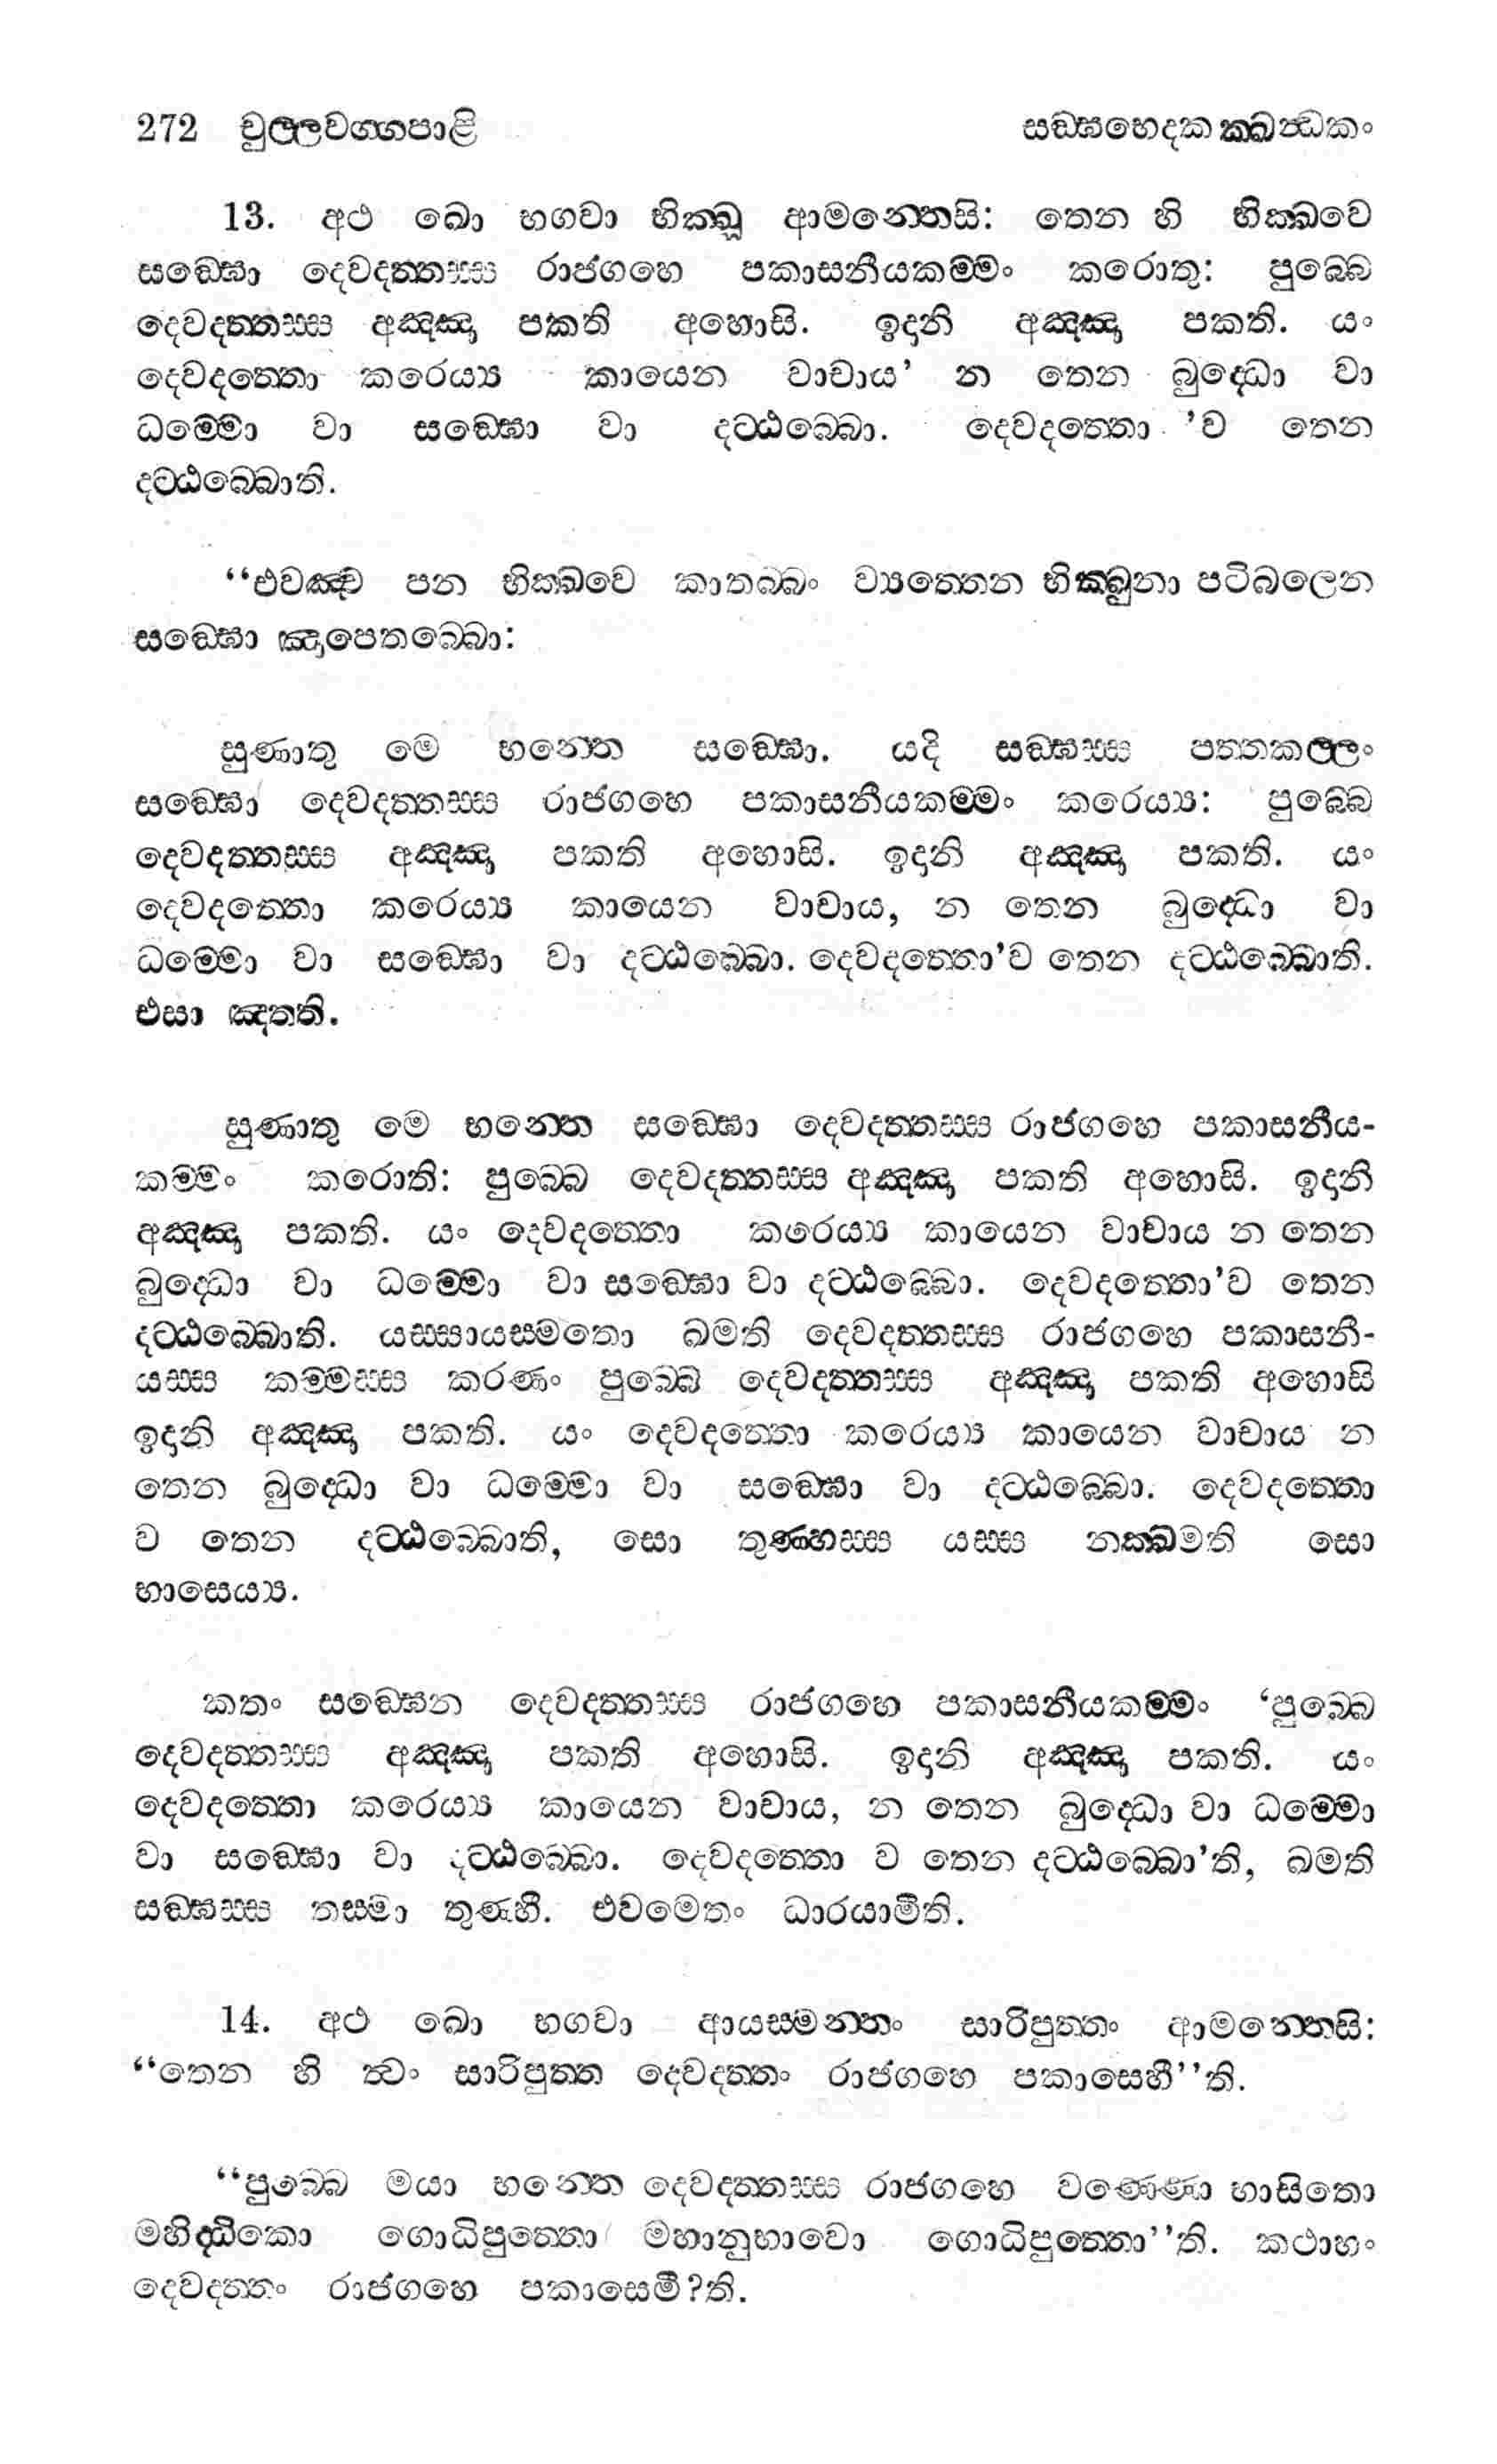 272 චුල්ලවග්ගපාළි සඞ්ඝභෙදකක්ඛන්ධකං
13. අථ ඛො භගවා භික්ඛූ ආමන්තෙසි: තෙන හි භික්ඛවෙ
සඞ්ඝො දෙවදත්තස්ස රාජගහෙ පකාසනීයකම්මං කරොතු: පුබ්බෙ
දෙවදත්තස්ස අඤ්ඤා පකති අහොසි. ඉදානි අඤ්ඤා පකති. යං
දෙවදත්තො කරෙය්‍ය කායෙන වාචාය’ න තෙන බුද්ධො වා
ධම්මො වා සඞ්ඝො වා දට්ඨබ්බො. දෙවදත්තො ’ව තෙන
දට්ඨබ්බොති.
“එවඤ්ච පන භික්ඛවෙ කාතබ්බං ව්‍යත්තෙන භික්ඛුනා පටිබලෙන
සඞ්ඝො ඤාපෙතබ්බො:
සුණාතු මෙ භන්තෙ සඞ්ඝො. යදි සඞ්ඝස්ස පත්තකල්ලං
සඞ්ඝො දෙවදත්තස්ස රාජගහෙ පකාසනීයකම්මං කරෙය්‍ය: පුබ්බෙ
දෙවදත්තස්ස අඤ්ඤා පකති අහොසි. ඉදානි අඤ්ඤා පකති. යං
දෙවදත්තො කරෙය්‍ය කායෙන වාචාය, න තෙන බුද්ධො වා
ධම්මො වා සඞ්ඝො වා දට්ඨබ්බො. දෙවදත්තො’ව තෙන දට්ඨබ්බොති.
එසා ඤත්ති.
සුණාතු මෙ භන්තෙ සඞ්ඝො දෙවදත්තස්ස රාජගහෙ පකාසනීය-
කම්මං කරොති: පුබ්බෙ දෙවදත්තස්ස අඤ්ඤා පකති අහොසි. ඉදානි
අඤ්ඤා පකති. යං දෙවදත්තො කරෙය්‍ය කායෙන වාචාය න තෙන
බුද්ධො වා ධම්මො වා සඞ්ඝො වා දට්ඨබ්බො. දෙවදත්තො’ව තෙන
දට්ඨබ්බොති. යස්සායස්මතො ඛමති දෙවදත්තස්ස රාජගහෙ පකාසනී-
යස්ස කම්මස්ස කරණං පුබ්බෙ දෙවදත්තස්ස අඤ්ඤා පකති අහොසි
ඉදානි අඤ්ඤා පකති. යං දෙවදත්තො කරෙය්‍ය කායෙන වාචාය න
තෙන බුද්ධො වා ධම්මො වා සඞ්ඝො වා දට්ඨබ්බො. දෙවදත්තො
ව තෙන දට්ඨබ්බොති, සො තුණ්හස්ස යස්ස නක්ඛමති සො
භාසෙය්‍ය.
කතං සඞ්ඝෙන දෙවදත්තස්ස රාජගහෙ පකාසනීයකම්මං ‘පුබ්බෙ
දෙවදත්තස්ස අඤ්ඤා පකති අහොසි. ඉදානි අඤ්ඤා පකති. යං
දෙවදත්තො කරෙය්‍ය කායෙන වාචාය, න තෙන බුද්ධො වා ධම්මො
වා සඞ්ඝො වා දට්ඨබ්බො. දෙවදත්තො ව තෙන දට්ඨබ්බො’ති, ඛමති
සඞ්ඝස්ස තස්මා තුණ්හී. එවමෙතං ධාරයාමීති.
14. අථ ඛො භගවා ආයස්මන්තං සාරිපුත්තං ආමන්තෙසි:
“තෙන හි ත්වං සාරිපුත්ත දෙවදත්තං රාජගහෙ පකාසෙහී”ති.
“පුබ්බෙ මයා භන්තෙ දෙවදත්තස්ස රාජගහෙ වණ්ණො භාසිතො
මහිද්ධිකො ගොධිපුත්තො මහානුභාවො ගොධිපුත්තො”ති. කථාහං
දෙවදත්තං රාජගහෙ පකාසෙමී?ති.